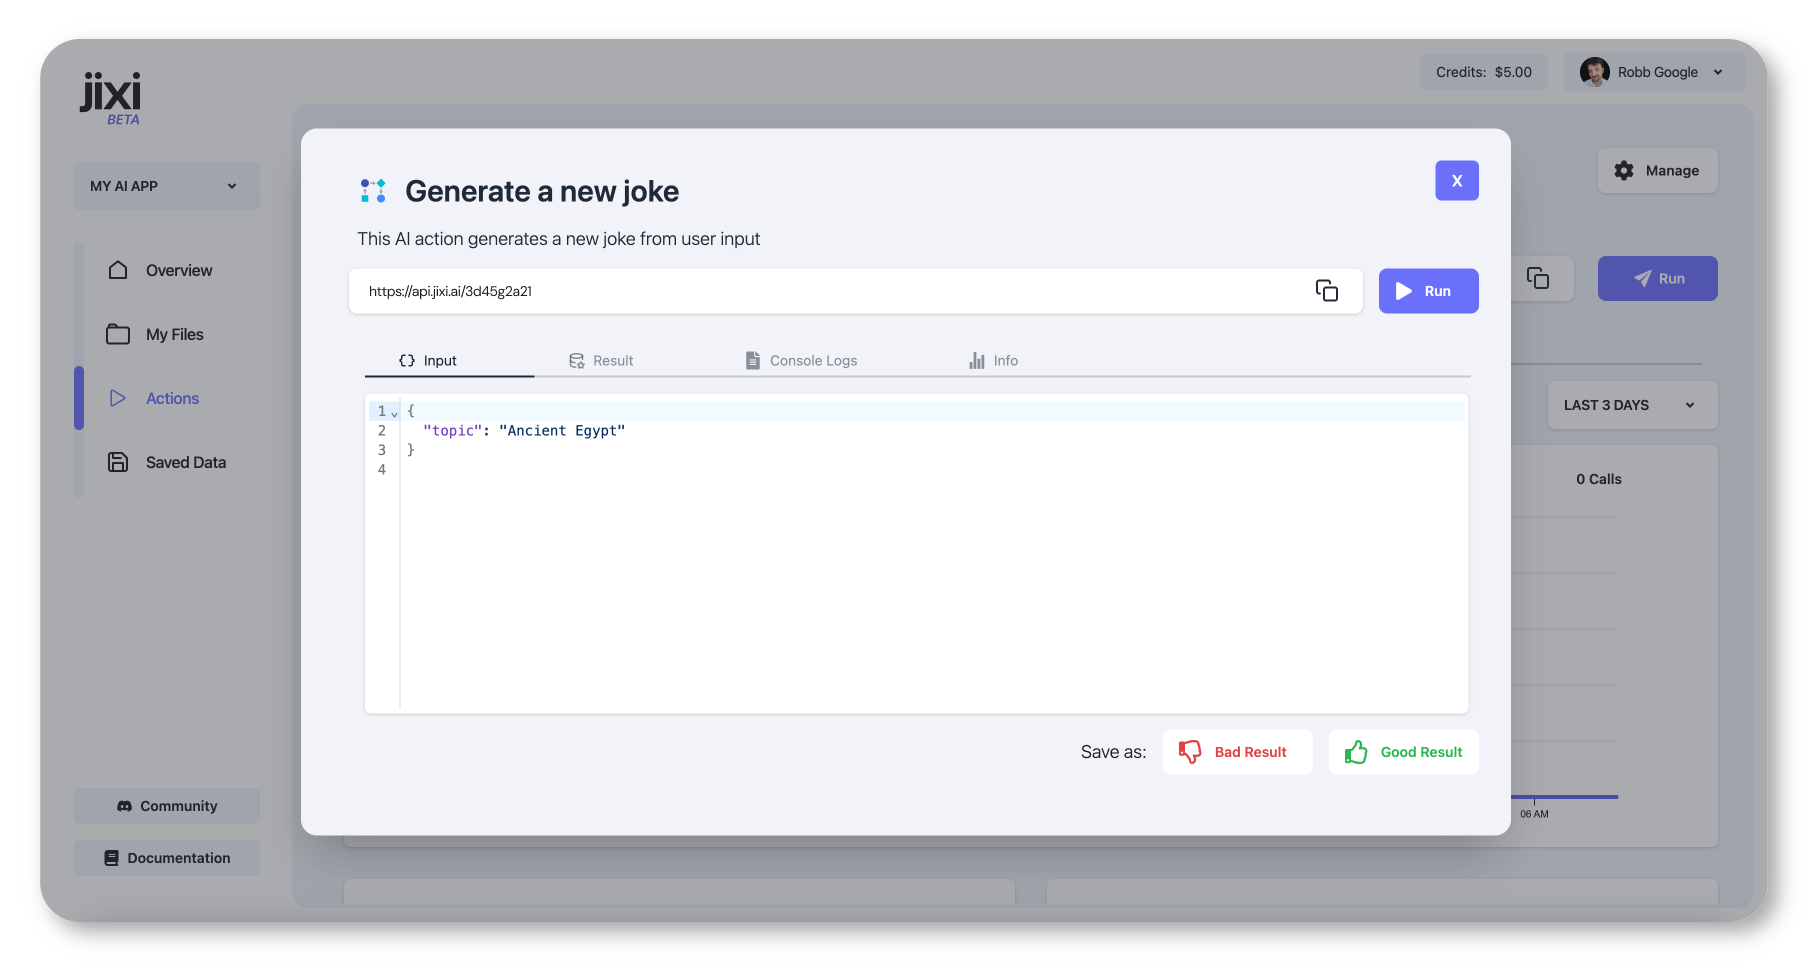 jixi
BETA
Credits: $5.00
Robb Google
MY AI APP
Overview
My Files
Actions
Saved Data
Community
Documentation
Manage
Run
LAST 3 DAYS
0 Calls
06 AM
Generate a new joke
X
This AI action generates a new joke from user input
https://api.jixi.ai/3d45g2a21
Run
{} Input
Result
Console Logs
Info
1 {
2 "topic": "Ancient Egypt"
3 }
4
Save as:
Bad Result
Good Result